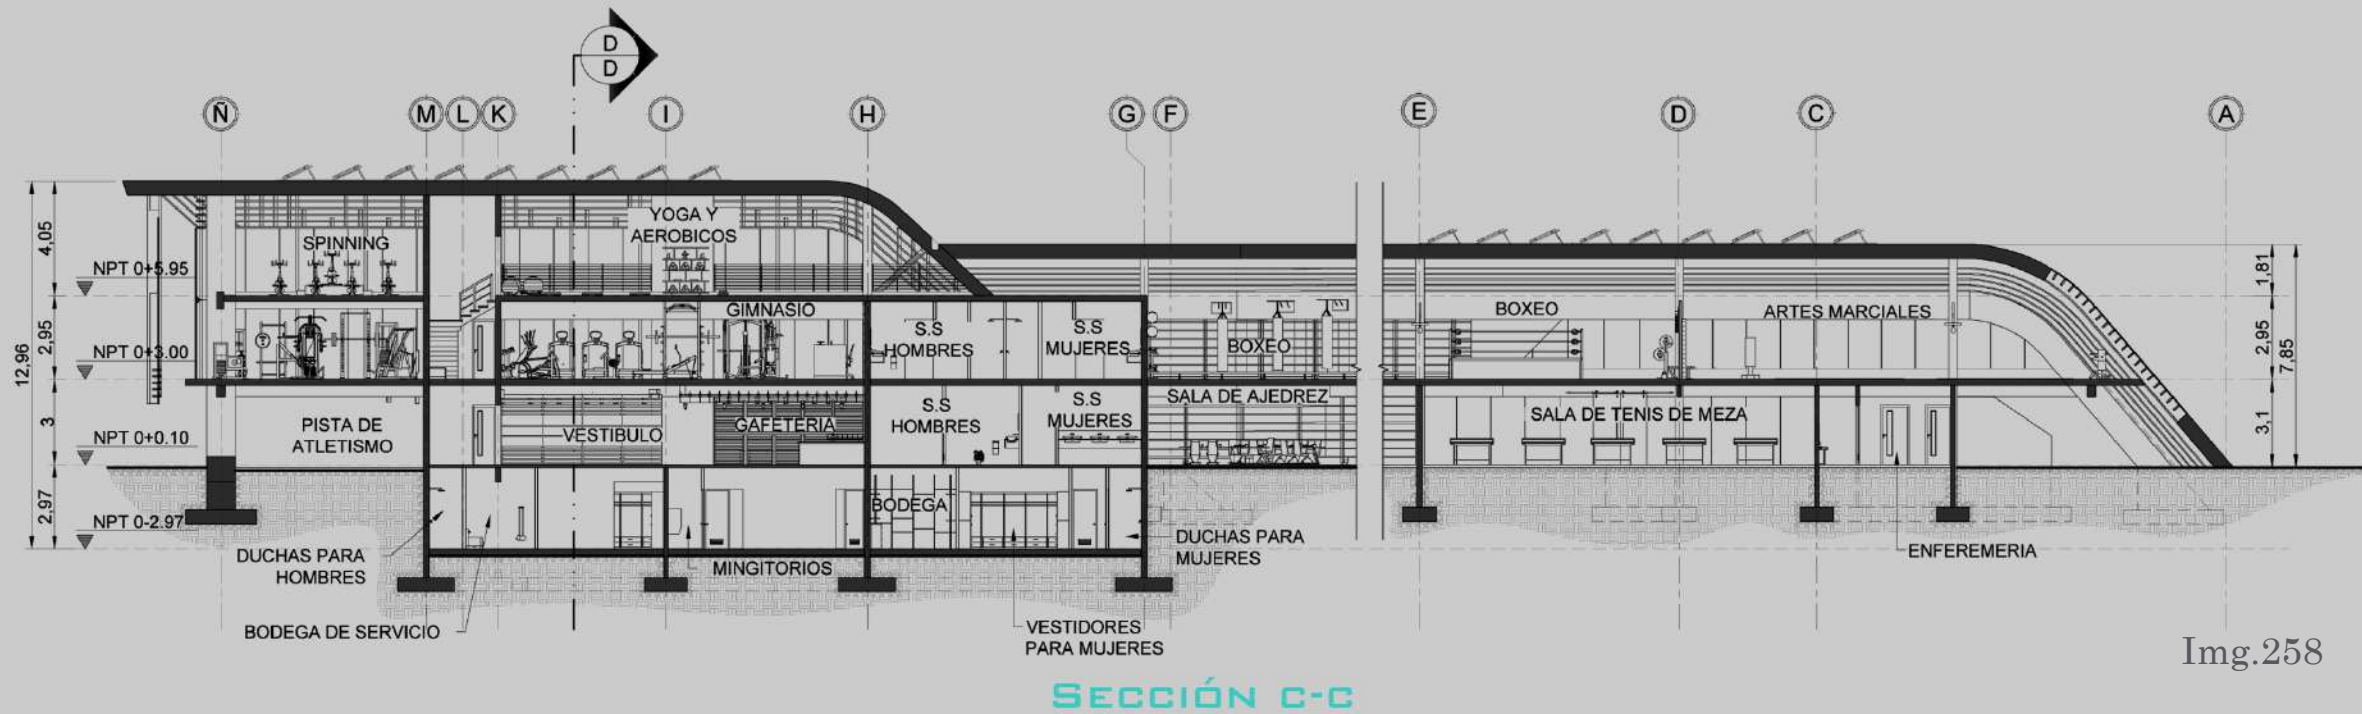 D
D
Ñ
M
L
K
I
H
G
F
E
D
C
A
YOGA Y
AEROBICOS
SPINNING
4,05
NPT 0+5.95
1,81
GIMNASIO
BOXEO
ARTES MARCIALES
S.S
HOMBRES
S.S
MUJERES
BOXEO
2,95
NPT 0+3.00
12,96
2,95
7,85
SALA DE AJEDREZ
S.S
HOMBRES
S.S
MUJERES
SALA DE TENIS DE MEZA
PISTA DE
ATLETISMO
VESTIBULO
GAFETERIA
3
NPT 0+0.10
3,1
BODEGA
2,97
NPT 0-2.97
DUCHAS PARA
HOMBRES
MINGITORIOS
DUCHAS PARA
MUJERES
ENFEREMERIA
BODEGA DE SERVICIO
VESTIDORES
PARA MUJERES
Img.258
SECCIÓN C-C